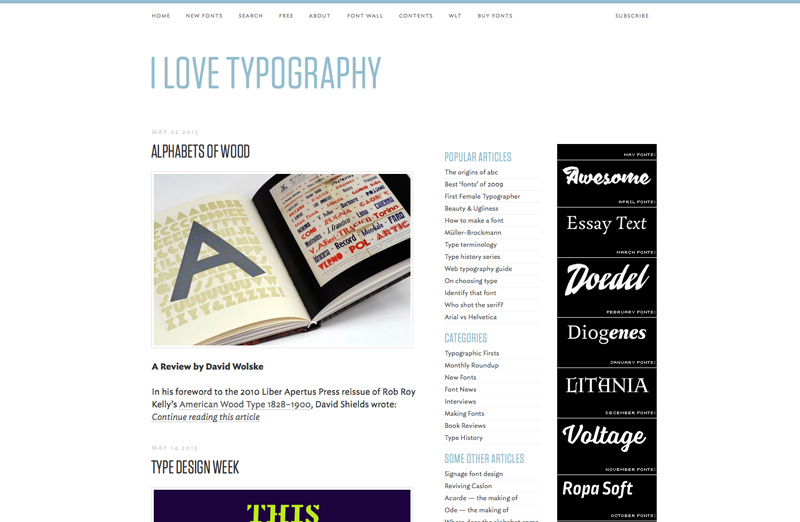 HOME NEW FONTS SEARCH FREE ABOUT FONT WALL CONTENTS WLT BUY FONTS SUBSCRIBE
I LOVE TYPOGRAPHY
MAY 22 2013
ALPHABETS OF WOOD
A
A Review by David Wolske
In his foreword to the 2010 Liber Apertus Press reissue of Rob Roy
Kelly's American Wood Type 1828–1900, David Shields wrote:
Continue reading this article
MAY 14 2013
TYPE DESIGN WEEK
THIS
POPULAR ARTICLES
The origins of abc
Best 'fonts' of 2009
First Female Typographer
Beauty & Ugliness
How to make a font
Müller-Brockmann
Type terminology
Type history series
Web typography guide
On choosing type
Identify that font
Who shot the serif?
Arial vs Helvetica
CATEGORIES
Typographic Firsts
Monthly Roundup
New Fonts
Font News
Interviews
Making Fonts
Book Reviews
Type History
SOME OTHER ARTICLES
Signage font design
Reviving Caslon
Acorde — the making of
Ode — the making of
Where does the alphabet come
MAY FONTS:
Awesome
APRIL FONTS:
Essay Text
MARCH FONTS:
Doedel
FEBRUARY FONTS:
Diogenes
JANUARY FONTS:
LITANIA
DECEMBER FONTS:
Voltage
NOVEMBER FONTS:
Ropa Soft
OCTOBER FONTS: